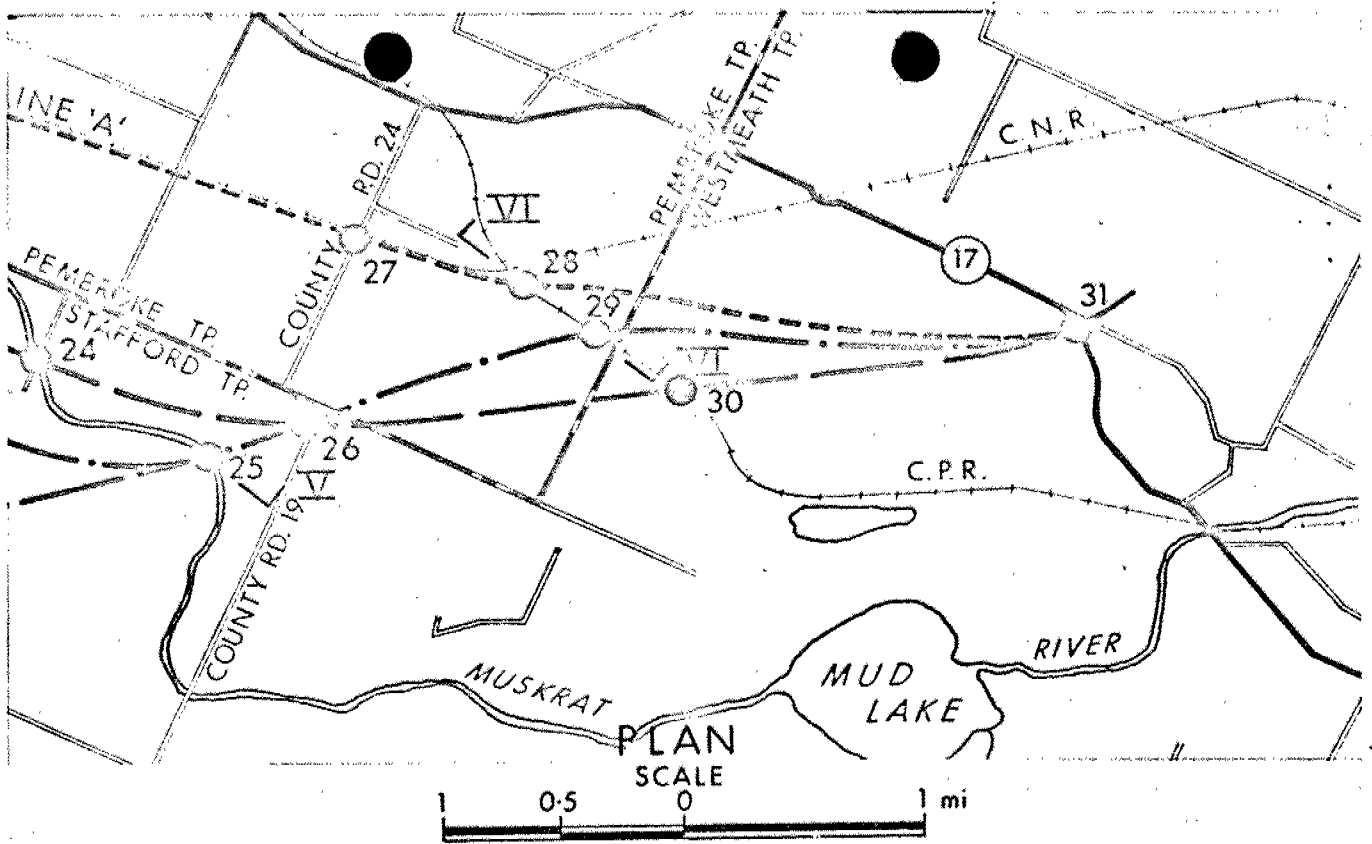 INE 'A'
RD. 24
COUNTY
PEMBROKE TP.
WESTMEATH TP.
C.N.R.
VI
17
27
28
29
31
PEMBROKE TP.
STAFFORD TP.
24
VI
30
26
25
V
C.P.R.
COUNTY RD. 19
MUSKRAT
RIVER
MUD
LAKE
PLAN
SCALE
1 0·5 0 1 mi